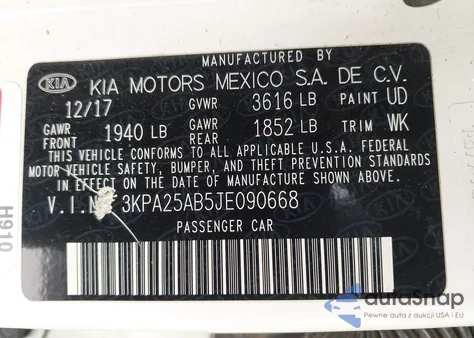 MANUFACTURED BY
KIA KIA MOTORS MEXICO S.A. DE C.V.
12/17 GVWR 3616 LB PAINT UD
GAWR FRONT 1940 LB GAWR REAR 1852 LB TRIM WK
THIS VEHICLE CONFORMS TO ALL APPLICABLE U.S.A. FEDERAL
MOTOR VEHICLE SAFETY, BUMPER, AND THEFT PREVENTION STANDARDS
IN EFFECT ON THE DATE OF MANUFACTURE SHOWN ABOVE.
V.I.N. 3KPA25AB5JE090668
PASSENGER CAR
H910
autoSnap
Pewne auta z aukcji USA i EU